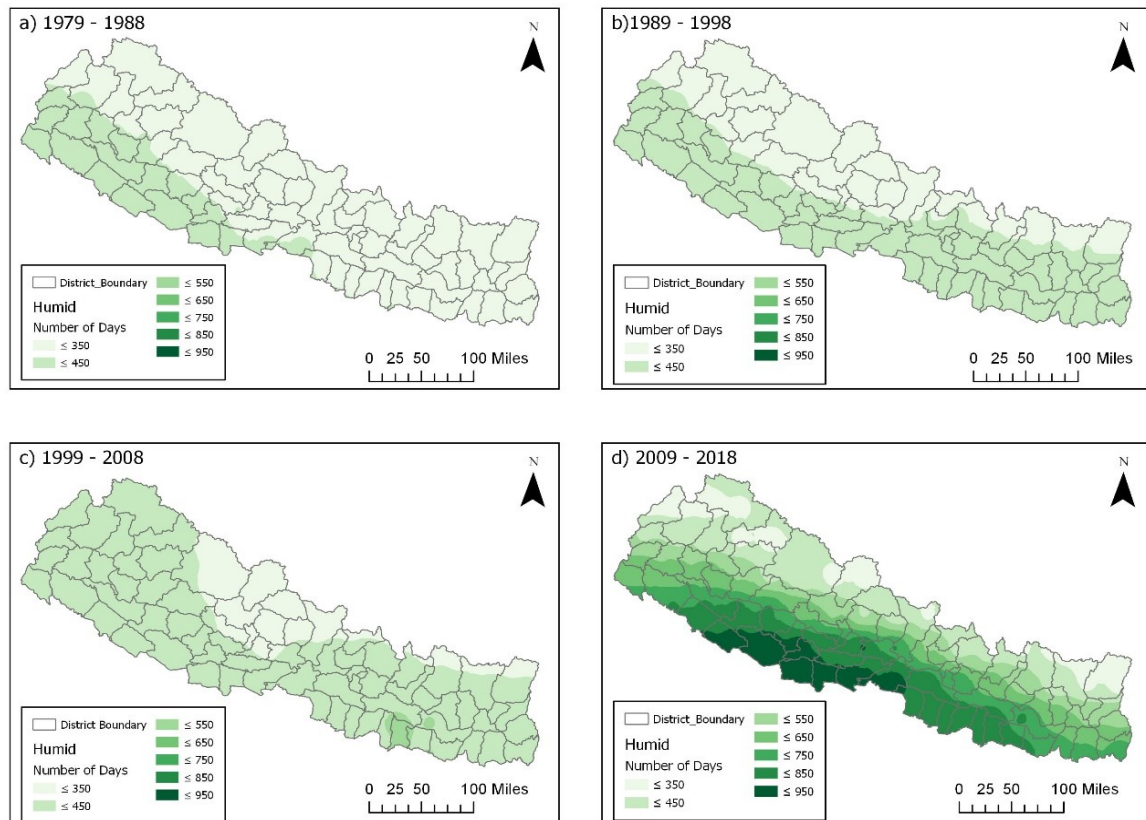 a) 1979 - 1988
N
District_Boundary
Humid
Number of Days
≤ 350
≤ 450
≤ 550
≤ 650
≤ 750
≤ 850
≤ 950
0 25 50 100 Miles
b)1989 - 1998
N
District_Boundary
Humid
Number of Days
≤ 350
≤ 450
≤ 550
≤ 650
≤ 750
≤ 850
≤ 950
0 25 50 100 Miles
c) 1999 - 2008
N
District_Boundary
Humid
Number of Days
≤ 350
≤ 450
≤ 550
≤ 650
≤ 750
≤ 850
≤ 950
0 25 50 100 Miles
d) 2009 - 2018
N
District_Boundary
Humid
Number of Days
≤ 350
≤ 450
≤ 550
≤ 650
≤ 750
≤ 850
≤ 950
0 25 50 100 Miles